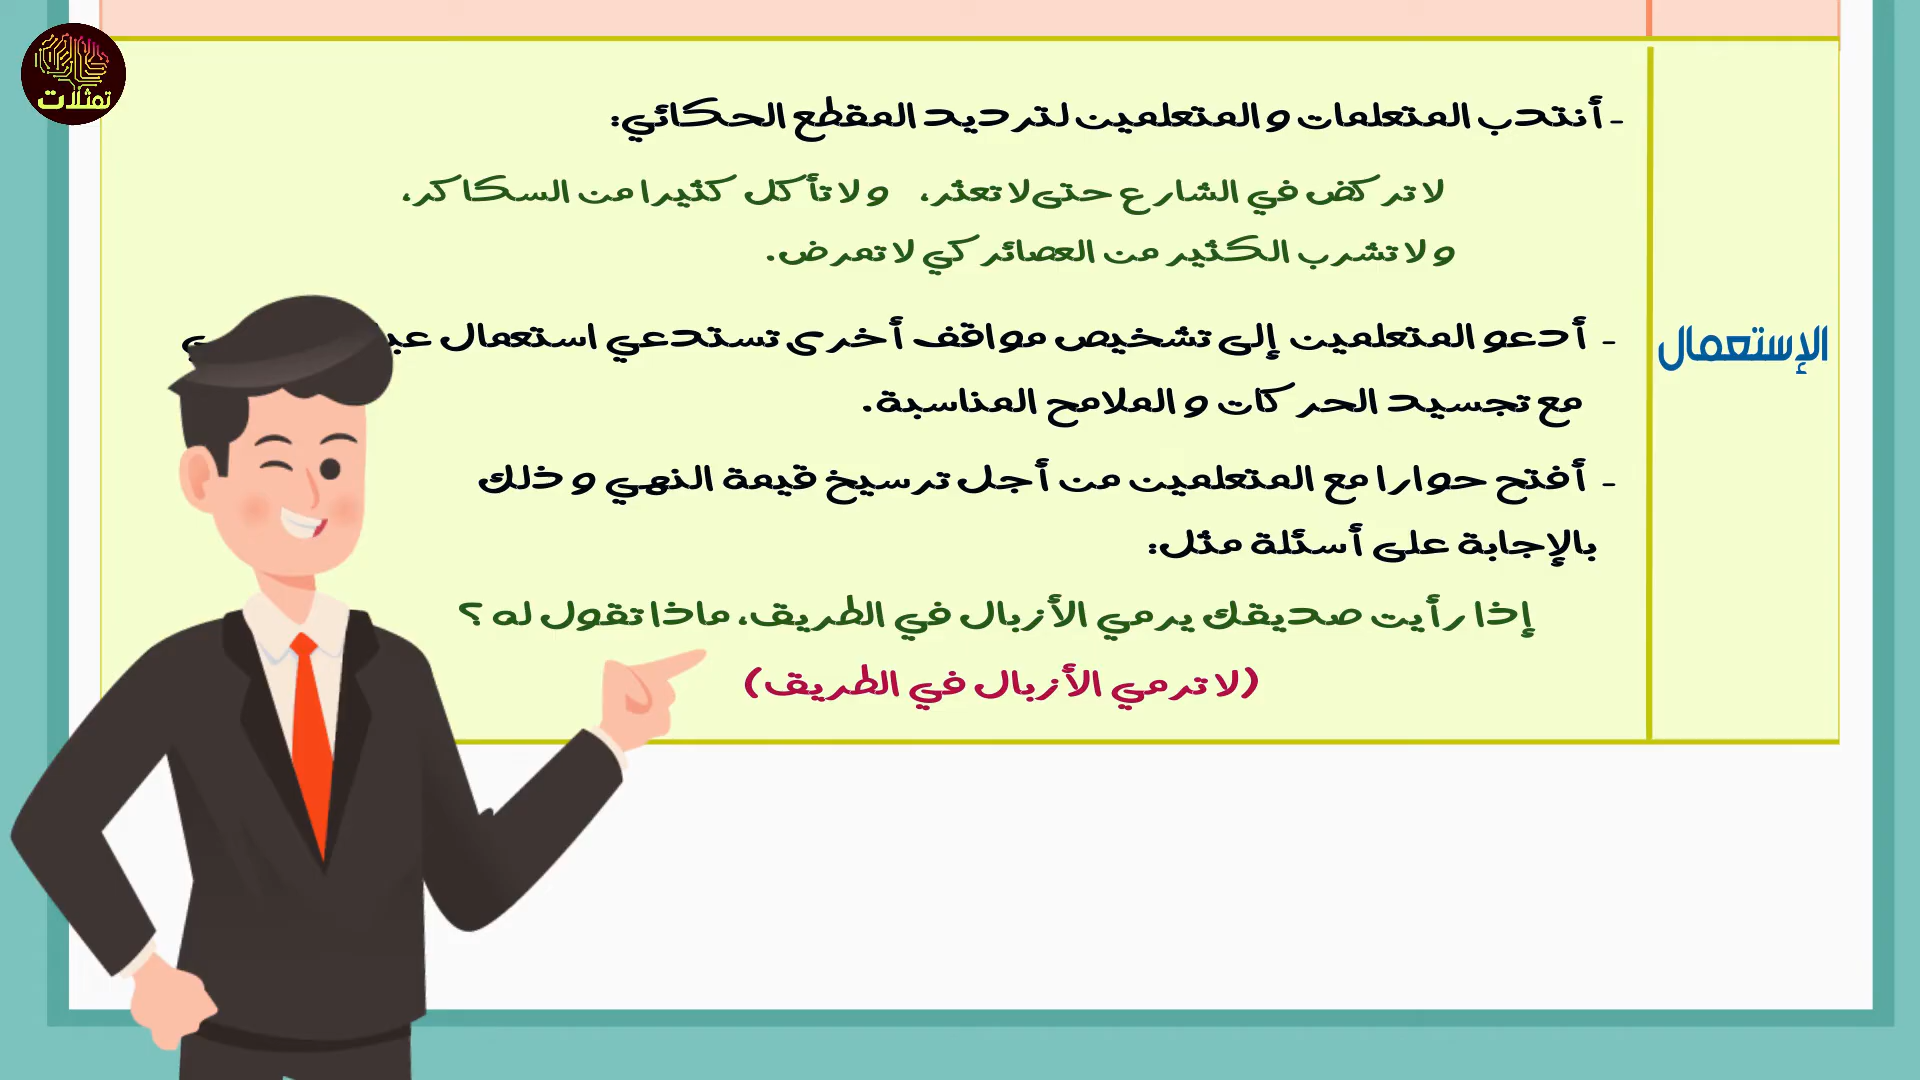 تمثلات
- أنتدب المتعلمات و المتعلمين لترديد المقطع الحكائي:
لا تركض في الشارع حتى لا تعثر، ولا تأكل كثيرا من السكاكر،
ولا تشرب الكثير من العصائر كي لا تمرض.
- أدعو المتعلمين إلى تشخيص مواقف أخرى تستدعي استعمال
مع تجسيد الحركات و الملامح المناسبة.
الإستعمال
- أفتح حوارا مع المتعلمين من أجل ترسيخ قيمة النهي و ذلك
بالإجابة على أسئلة مثل:
إذا رأيت صديقك يرمي الأزبال في الطريق، ماذا تقول له ؟
(لا ترمي الأزبال في الطريق)